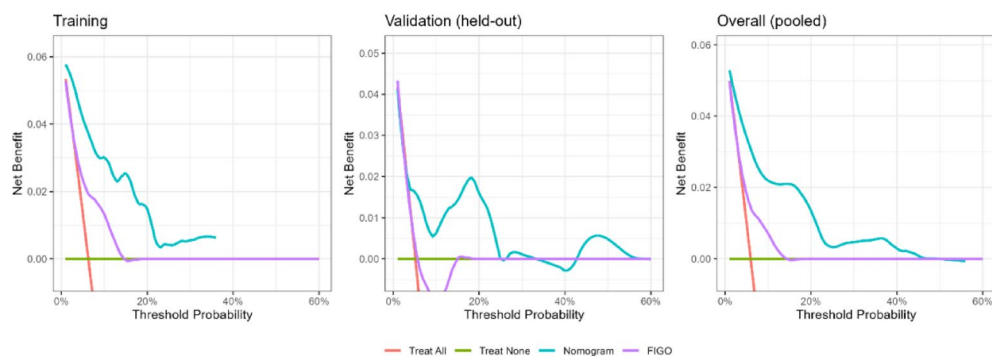 Training
Validation (held-out)
Overall (pooled)
Net Benefit
0.06
0.04
0.02
0.00
0% 20% 40% 60%
Threshold Probability
Net Benefit
0.05
0.04
0.03
0.02
0.01
0.00
0% 20% 40% 60%
Threshold Probability
Net Benefit
0.06
0.04
0.02
0.00
0% 20% 40% 60%
Threshold Probability
Treat All Treat None Nomogram FIGO